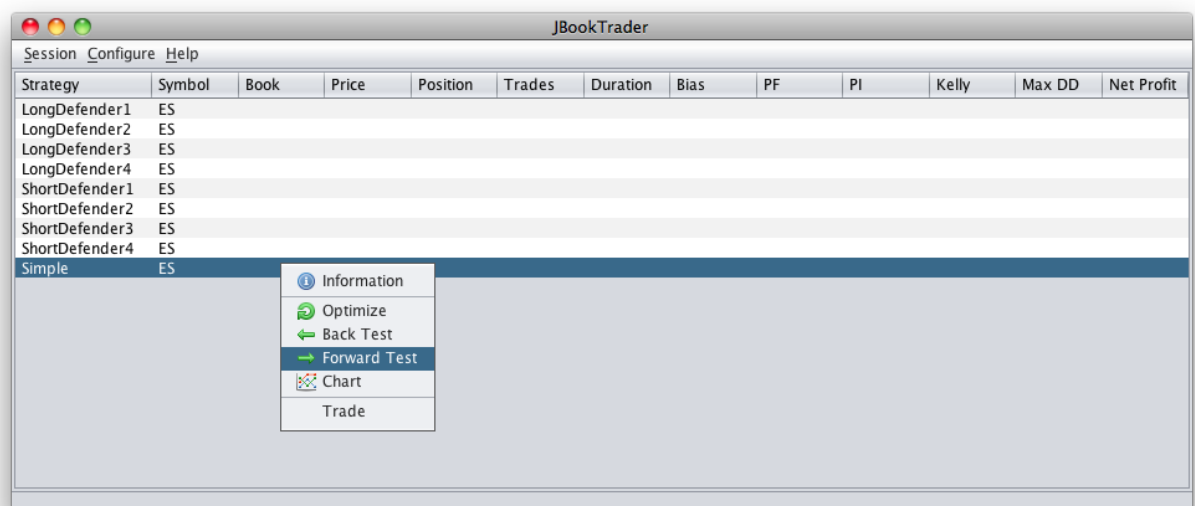 JBookTrader
Session Configure Help
Strategy Symbol Book Price Position Trades Duration Bias PF PI Kelly Max DD Net Profit
LongDefender1 ES
LongDefender2 ES
LongDefender3 ES
LongDefender4 ES
ShortDefender1 ES
ShortDefender2 ES
ShortDefender3 ES
ShortDefender4 ES
Simple ES
Information
Optimize
Back Test
Forward Test
Chart
Trade